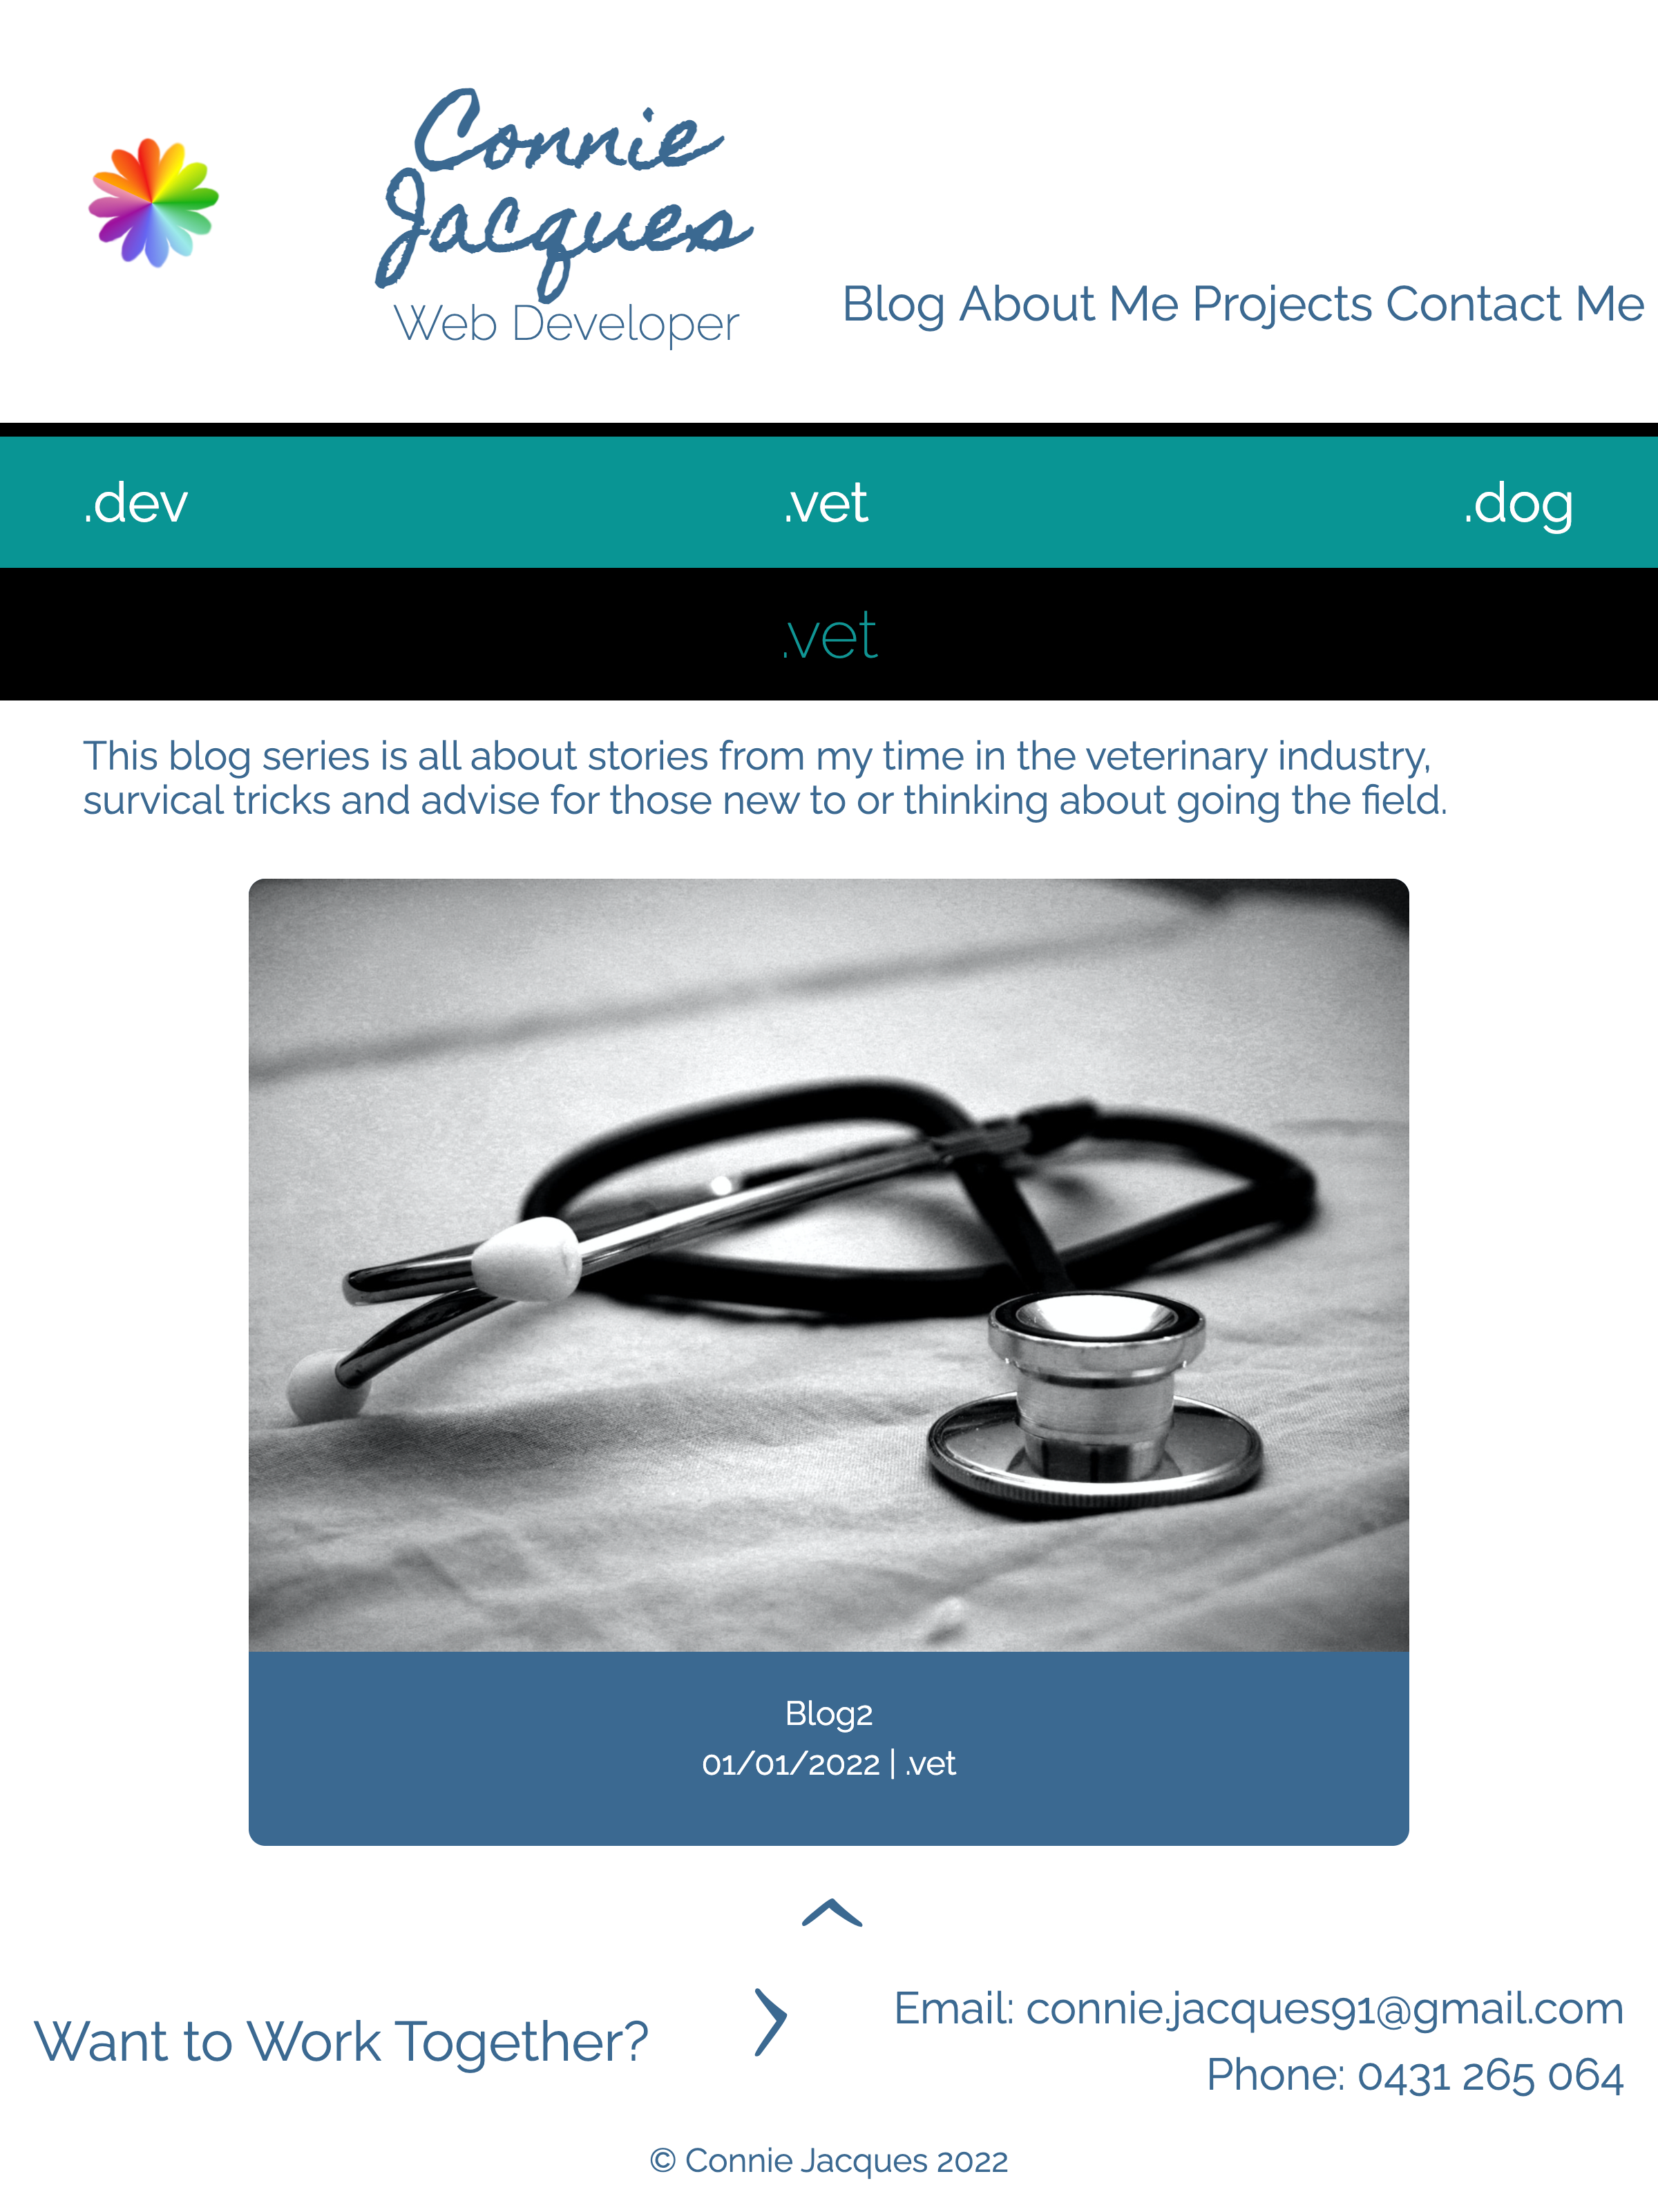 Connie
Jacques
Web Developer
Blog About Me Projects Contact Me
.dev .vet .dog
.vet
This blog series is all about stories from my time in the veterinary industry,
survical tricks and advise for those new to or thinking about going the field.
Blog2
01/01/2022 | .vet
Want to Work Together?
Email: connie.jacques91@gmail.com
Phone: 0431 265 064
© Connie Jacques 2022